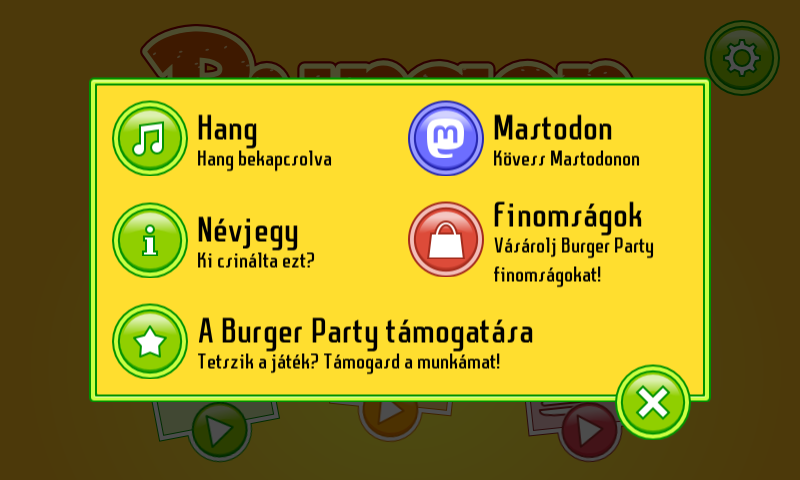 Hang
Hang bekapcsolva
Mastodon
Kövess Mastodonon
Névjegy
Ki csinálta ezt?
Finomságok
Vásárolj Burger Party
finomságokat!
A Burger Party támogatása
Tetszik a játék? Támogasd a munkámat!